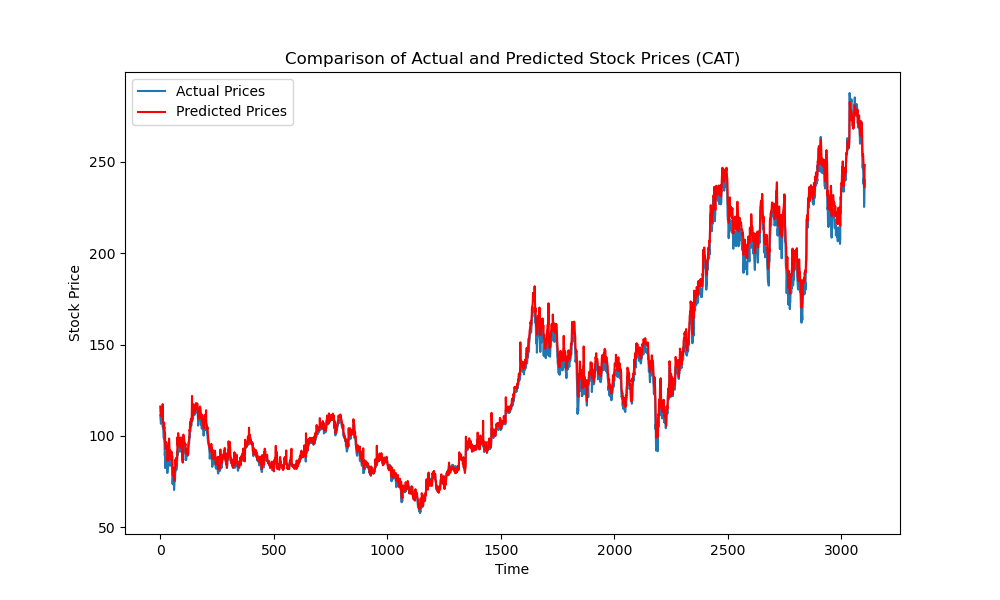 Comparison of Actual and Predicted Stock Prices (CAT)
Actual Prices
Predicted Prices
Stock Price
250
200
150
100
50
0 500 1000 1500 2000 2500 3000
Time